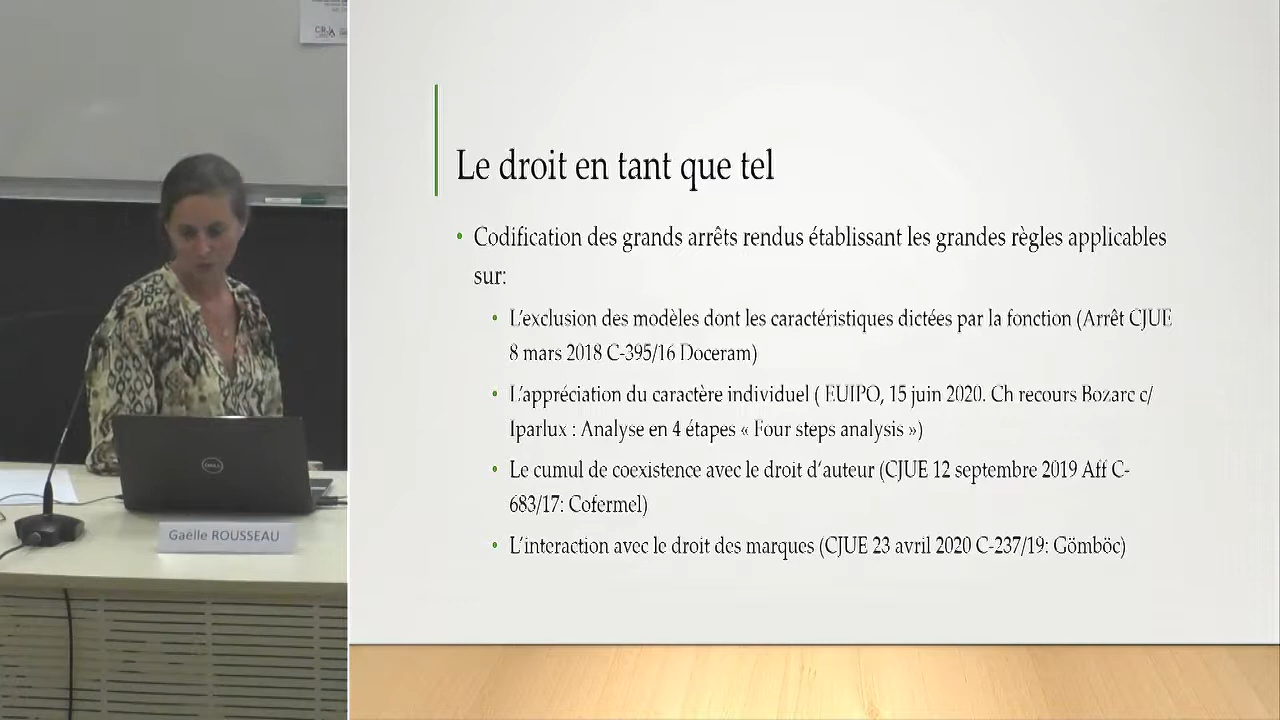 CRJ
Le droit en tant que tel
• Codification des grands arrêts rendus établissant les grandes règles applicables
sur:
• L'exclusion des modèles dont les caractéristiques dictées par la fonction (Arrêt CJUE
8 mars 2018 C-395/16 Doceram)
• L'appréciation du caractère individuel ( EUIPO, 15 juin 2020. Ch recours Bozarc c/
Iparlux : Analyse en 4 étapes « Four steps analysis »)
• Le cumul de coexistence avec le droit d'auteur (CJUE 12 septembre 2019 Aff C-
683/17: Cofermel)
• L'interaction avec le droit des marques (CJUE 23 avril 2020 C-237/19: Gömböc)
DELL
Gaëlle ROUSSEAU